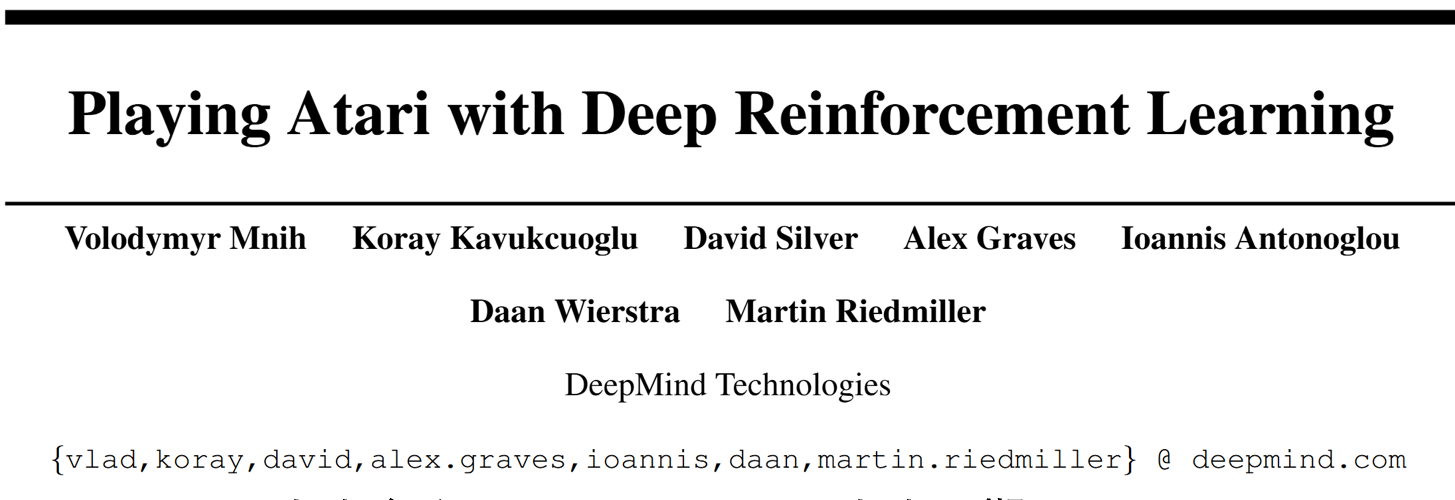 Playing Atari with Deep Reinforcement Learning
Volodymyr Mnih Koray Kavukcuoglu David Silver Alex Graves Ioannis Antonoglou
Daan Wierstra Martin Riedmiller
DeepMind Technologies
{vlad,koray,david,alex.graves,ioannis,daan,martin.riedmiller} @ deepmind.com